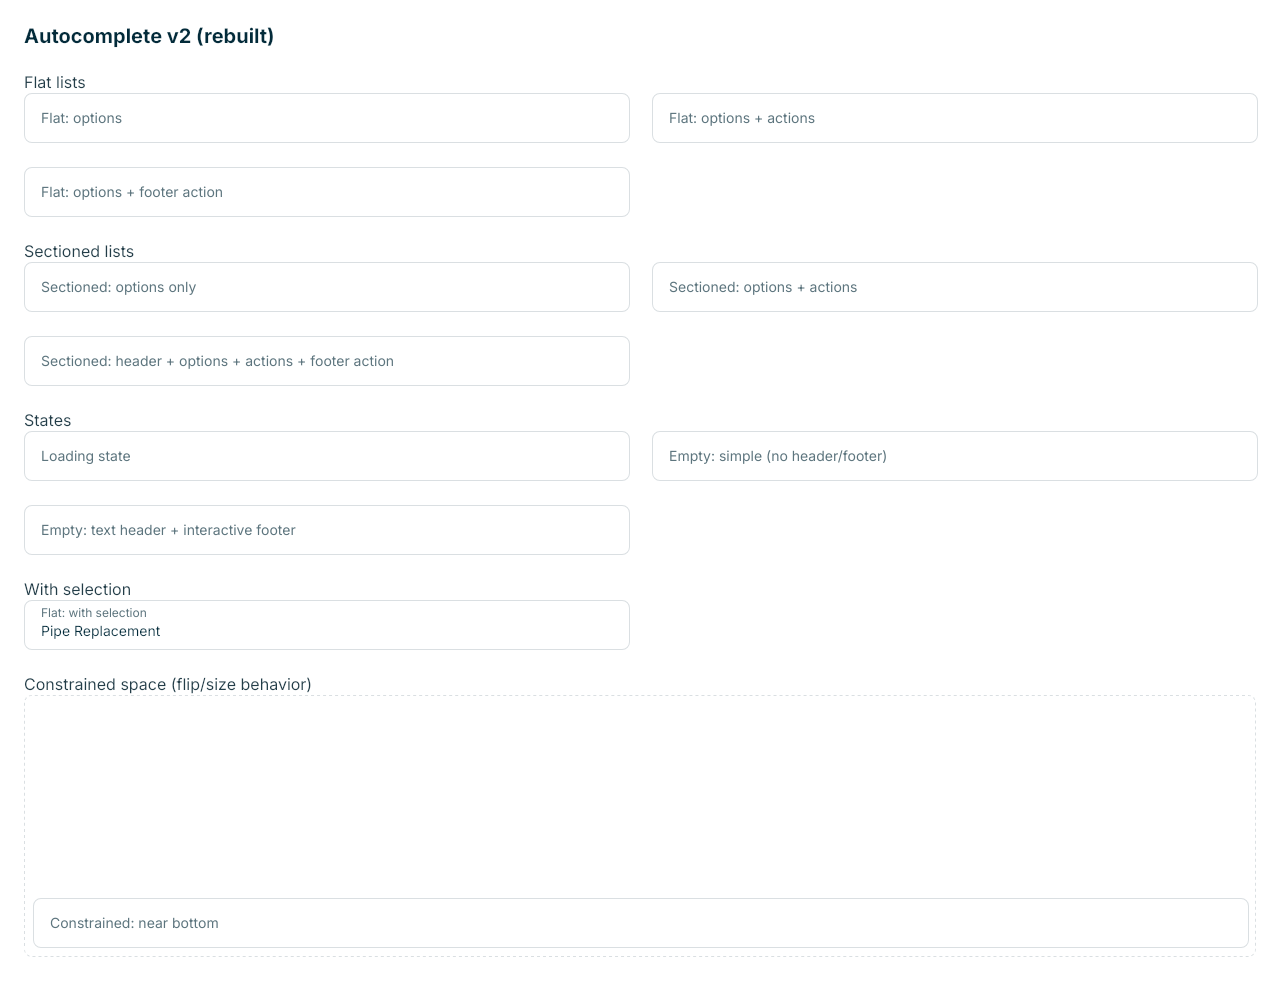 Autocomplete v2 (rebuilt)
Flat lists
Flat: options
Flat: options + actions
Flat: options + footer action
Sectioned lists
Sectioned: options only
Sectioned: options + actions
Sectioned: header + options + actions + footer action
States
Loading state
Empty: simple (no header/footer)
Empty: text header + interactive footer
With selection
Flat: with selection
Pipe Replacement
Constrained space (flip/size behavior)
Constrained: near bottom